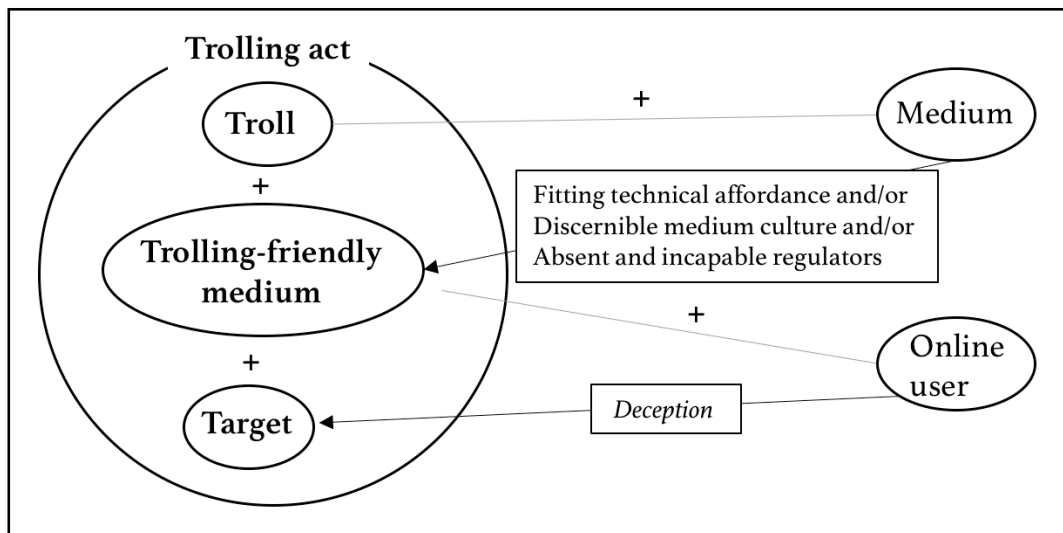 Trolling act
Troll
+
Medium
+
Fitting technical affordance and/or
Discernible medium culture and/or
Absent and incapable regulators
Trolling-friendly
medium
+
+
Online
user
Deception
Target